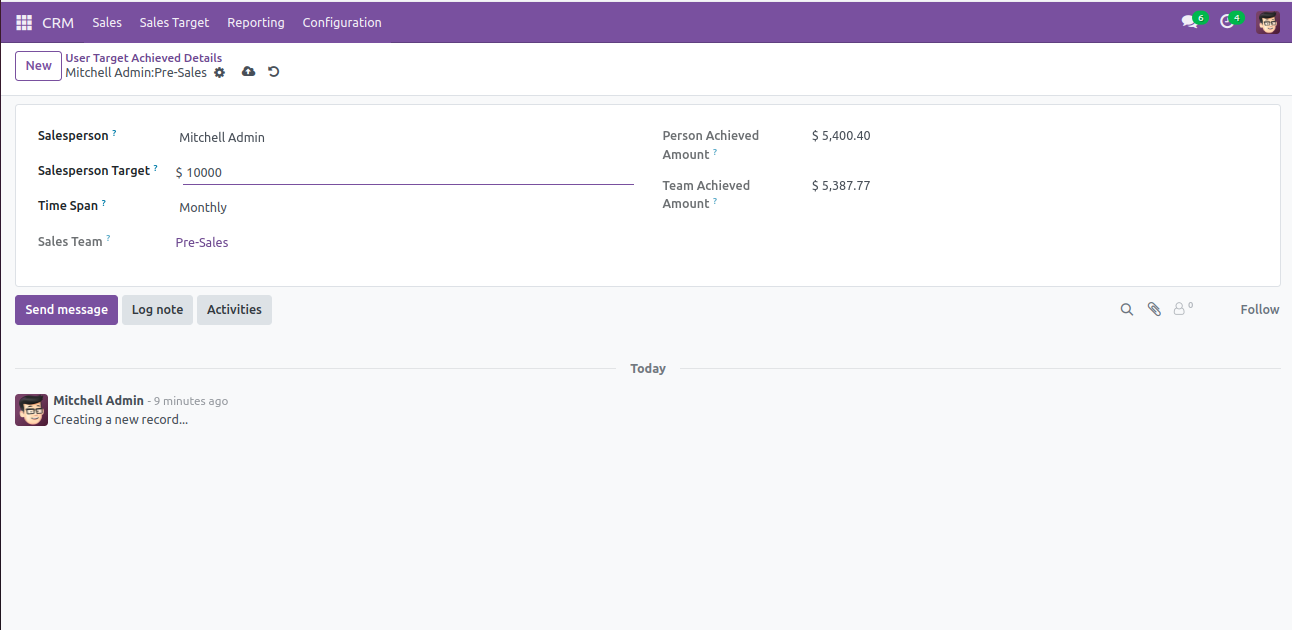 CRM Sales Sales Target Reporting Configuration 6 4
New User Target Achieved Details
Mitchell Admin:Pre-Sales
Salesperson ? Mitchell Admin
Salesperson Target ? $ 10000
Time Span ? Monthly
Sales Team ? Pre-Sales
Person Achieved
Amount ? $ 5,400.40
Team Achieved
Amount ? $ 5,387.77
Send message Log note Activities 0 Follow
Today
Mitchell Admin - 9 minutes ago
Creating a new record...